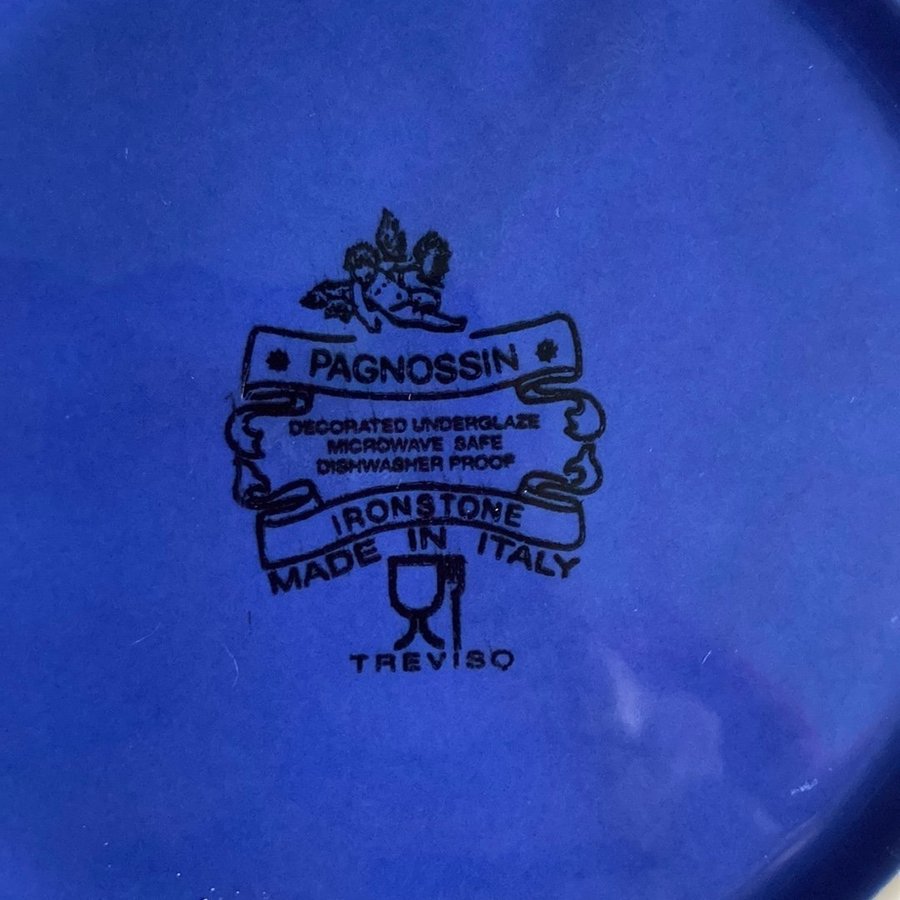 PAGNOSSIN
DECORATED UNDERGLAZE
MICROWAVE SAFE
DISHWASHER PROOF
IRONSTONE
MADE IN ITALY
TREVISO